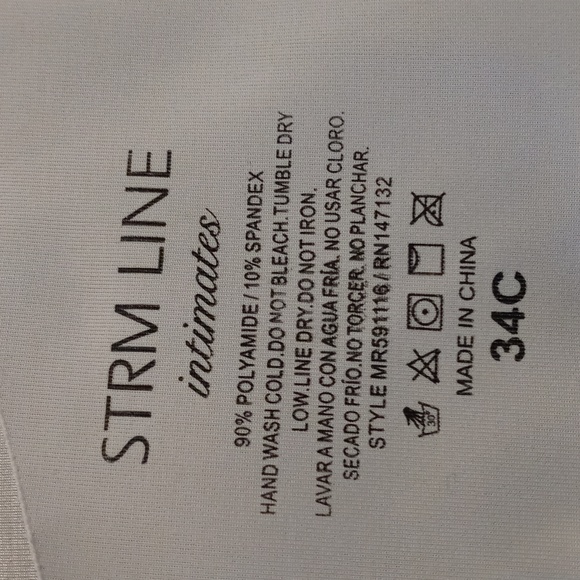 STRM LINE
intimates
90% POLYAMIDE / 10% SPANDEX
HAND WASH COLD.DO NOT BLEACH.TUMBLE DRY
LOW.LINE DRY.DO NOT IRON.
LAVAR A MANO CON AGUA FRÍA. NO USAR CLORO.
SECADO FRÍO.NO TORCER. NO PLANCHAR.
STYLE MR591116 / RN147132
30°
MADE IN CHINA
34C